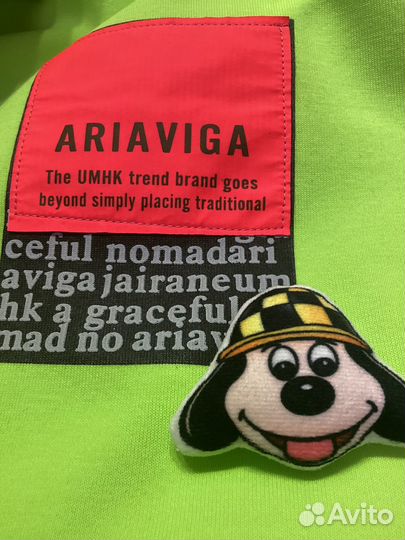 ARIAVIGA
The UMHK trend brand goes
beyond simply placing traditional
ceful nomadari
aviga jairaneum
hk a graceful
mad no ariav
Avito